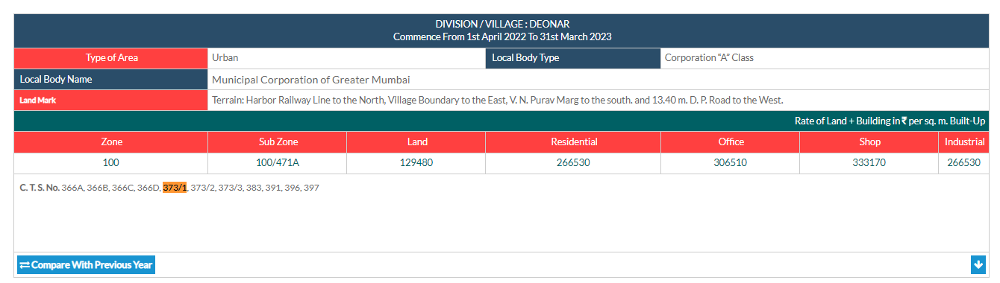 DIVISION / VILLAGE : DEONAR
Commence From 1st April 2022 To 31st March 2023
Type of Area Urban Local Body Type Corporation “A” Class
Local Body Name Municipal Corporation of Greater Mumbai
Land Mark Terrain: Harbor Railway Line to the North, Village Boundary to the East, V. N. Purav Marg to the south. and 13.40 m. D. P. Road to the West.
Rate of Land + Building in ₹ per sq. m. Built-Up
Zone Sub Zone Land Residential Office Shop Industrial
100 100/471A 129480 266530 306510 333170 266530
C. T. S. No. 366A, 366B, 366C, 366D, 373/1, 373/2, 373/3, 383, 391, 396, 397
Compare With Previous Year